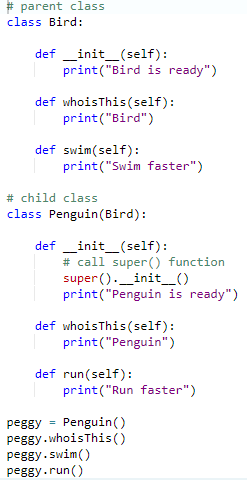 # parent class
class Bird:
    def __init__(self):
        print("Bird is ready")
    def whoisThis(self):
        print("Bird")
    def swim(self):
        print("Swim faster")
# child class
class Penguin(Bird):
    def __init__(self):
        # call super() function
        super().__init__()
        print("Penguin is ready")
    def whoisThis(self):
        print("Penguin")
    def run(self):
        print("Run faster")
peggy = Penguin()
peggy.whoisThis()
peggy.swim()
peggy.run()